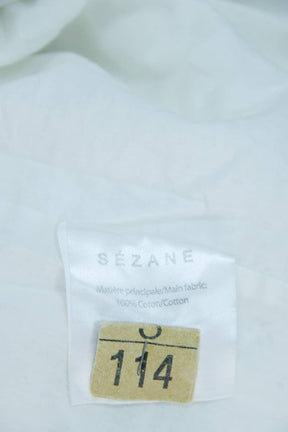 SÉZANE
Matière principale/Main fabric:
100% Coton/Cotton
114